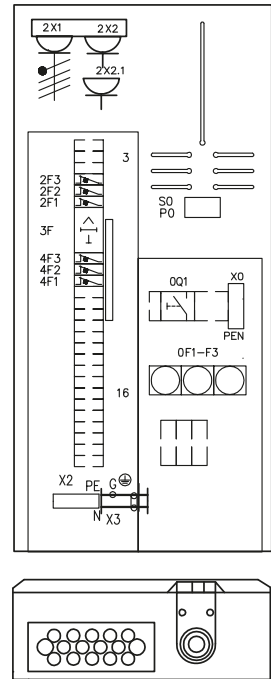 2X1 2X2
2X2.1
3
2F3
2F2
2F1
3F
4F3
4F2
4F1
S0
P0
0Q1 X0
PEN
0F1-F3
16
X2 PE G
N X3